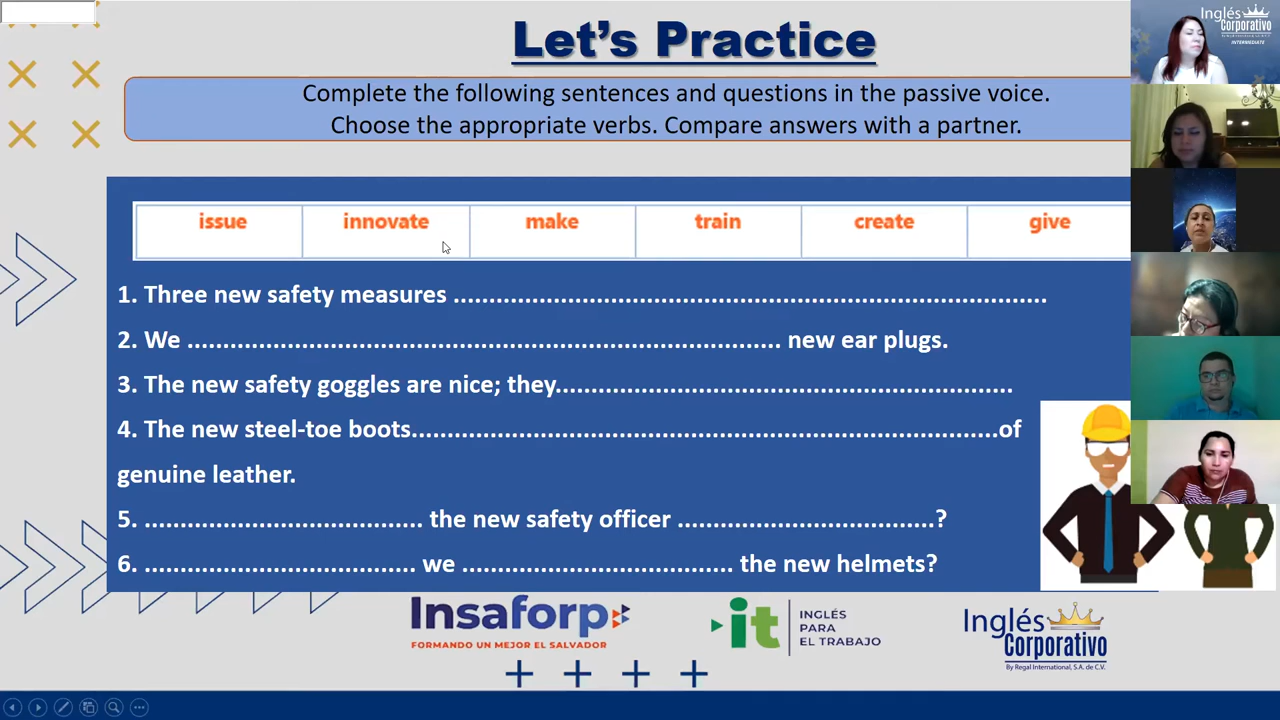 Let's Practice
Complete the following sentences and questions in the passive voice.
Choose the appropriate verbs. Compare answers with a partner.
issue innovate make train create give
1. Three new safety measures .....................................................................
2. We ..................................................................... new ear plugs.
3. The new safety goggles are nice; they.....................................................
4. The new steel-toe boots....................................................................of
genuine leather.
5. ................................ the new safety officer ..............................?
6. ............................... we ............................... the new helmets?
Insaforp
FORMANDO UN MEJOR EL SALVADOR
it
INGLÉS
PARA
EL TRABAJO
Inglés
Corporativo
By Regal International, S.A. de C.V.
Inglés
Corporativo
By Regal International, S.A. de C.V.
INTERMEDIATE